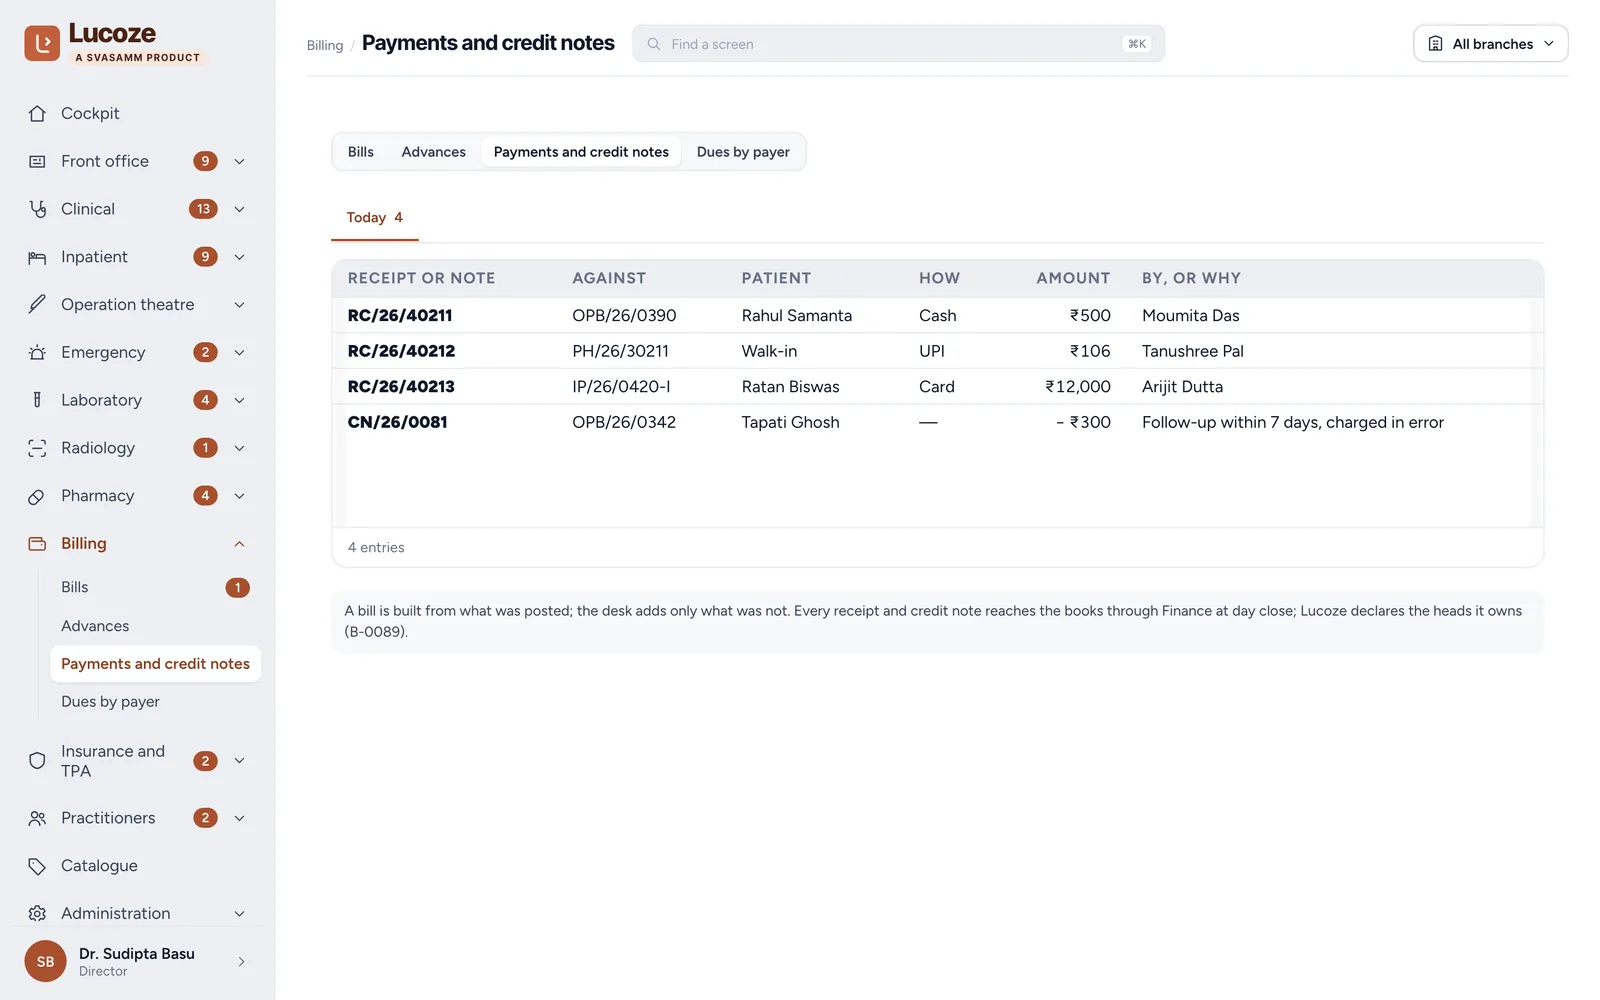 Lucoze
A SVASAMM PRODUCT
Cockpit
Front office 9
Clinical 13
Inpatient 9
Operation theatre
Emergency 2
Laboratory 4
Radiology 1
Pharmacy 4
Billing
Bills 1
Advances
Payments and credit notes
Dues by payer
Insurance and
TPA 2
Practitioners 2
Catalogue
Administration
SB
Dr. Sudipta Basu
Director
Billing / Payments and credit notes
Find a screen ⌘K
All branches
Bills Advances Payments and credit notes Dues by payer
Today 4
RECEIPT OR NOTE AGAINST PATIENT HOW AMOUNT BY, OR WHY
RC/26/40211 OPB/26/0390 Rahul Samanta Cash ₹500 Moumita Das
RC/26/40212 PH/26/30211 Walk-in UPI ₹106 Tanushree Pal
RC/26/40213 IP/26/0420-I Ratan Biswas Card ₹12,000 Arijit Dutta
CN/26/0081 OPB/26/0342 Tapati Ghosh — − ₹300 Follow-up within 7 days, charged in error
4 entries
A bill is built from what was posted; the desk adds only what was not. Every receipt and credit note reaches the books through Finance at day close; Lucoze declares the heads it owns
(B-0089).